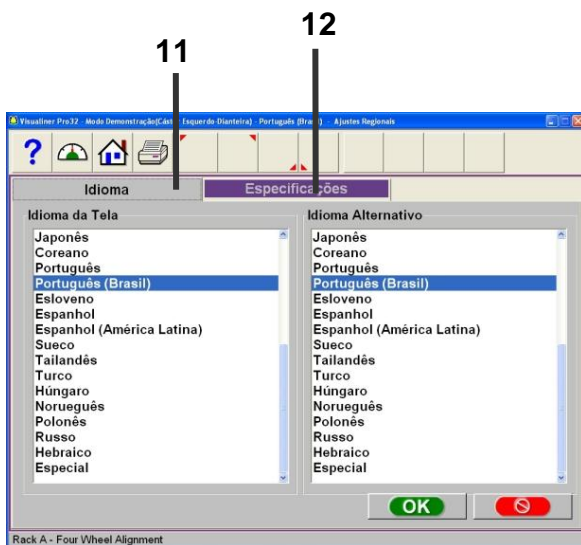 12
11
Visualiner Pro32 - Modo Demonstração Esquerdo Dianteira) - Português - Ajustes Regionais
?
Idioma
Especificações
Idioma da Tela
Japonês
Coreano
Português
Português (Brasil)
Esloveno
Espanhol
Espanhol (América Latina)
Sueco
Tailandês
Turco
Húngaro
Norueguês
Polonês
Russo
Hebraico
Especial
Idioma Alternativo
Japonês
Coreano
Português
Português (Brasil)
Esloveno
Espanhol
Espanhol (América Latina)
Sueco
Tailandês
Turco
Húngaro
Norueguês
Polonês
Russo
Hebraico
Especial
OK
Rack A - Four Wheel Alignment